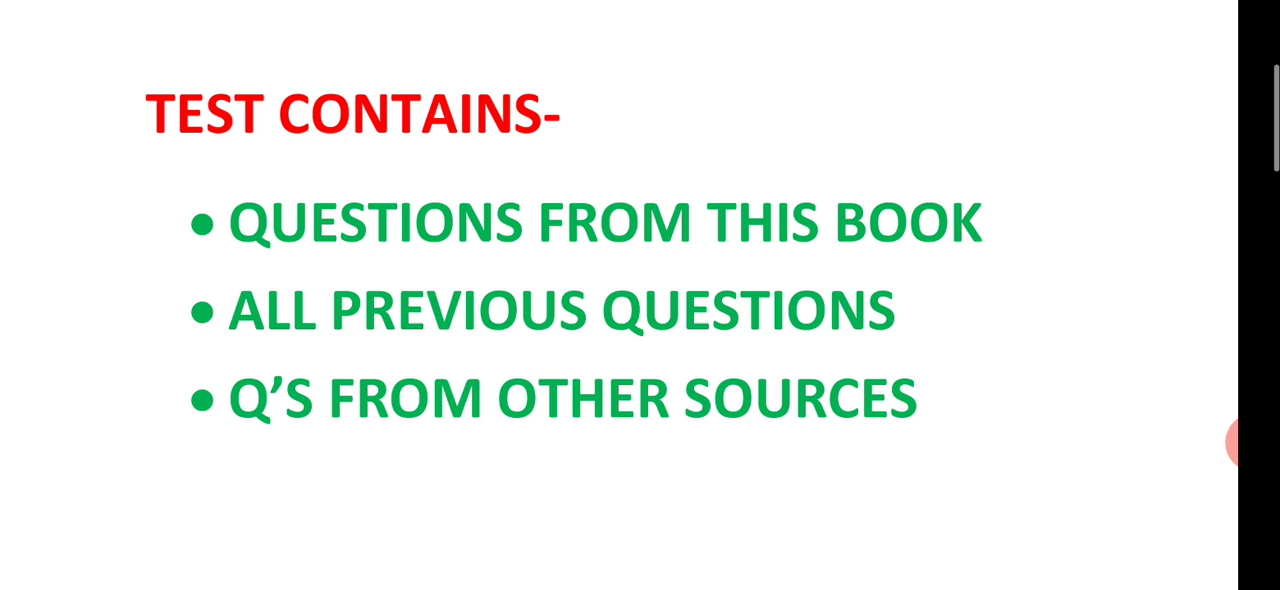 TEST CONTAINS-
• QUESTIONS FROM THIS BOOK
• ALL PREVIOUS QUESTIONS
• Q’S FROM OTHER SOURCES